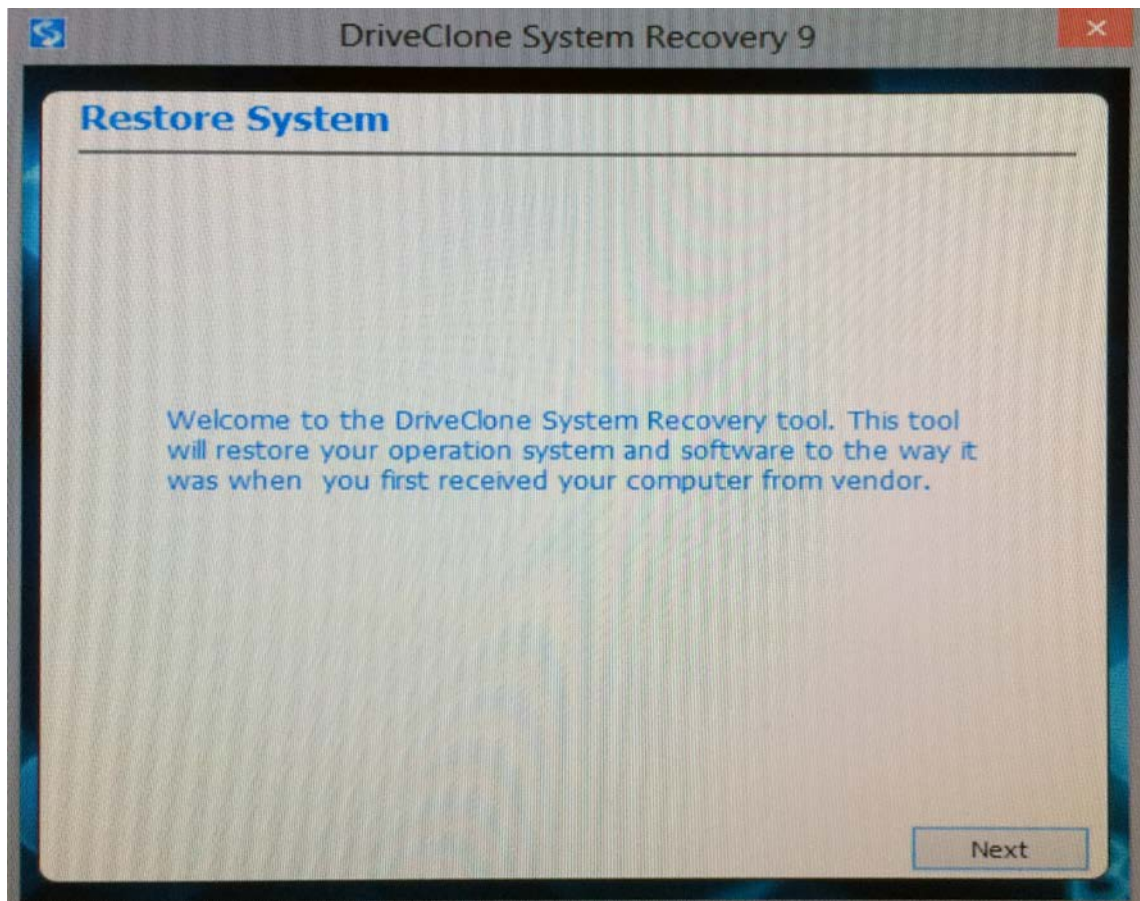 DriveClone System Recovery 9
Restore System
Welcome to the DriveClone System Recovery tool. This tool
will restore your operation system and software to the way it
was when  you first received your computer from vendor.
Next